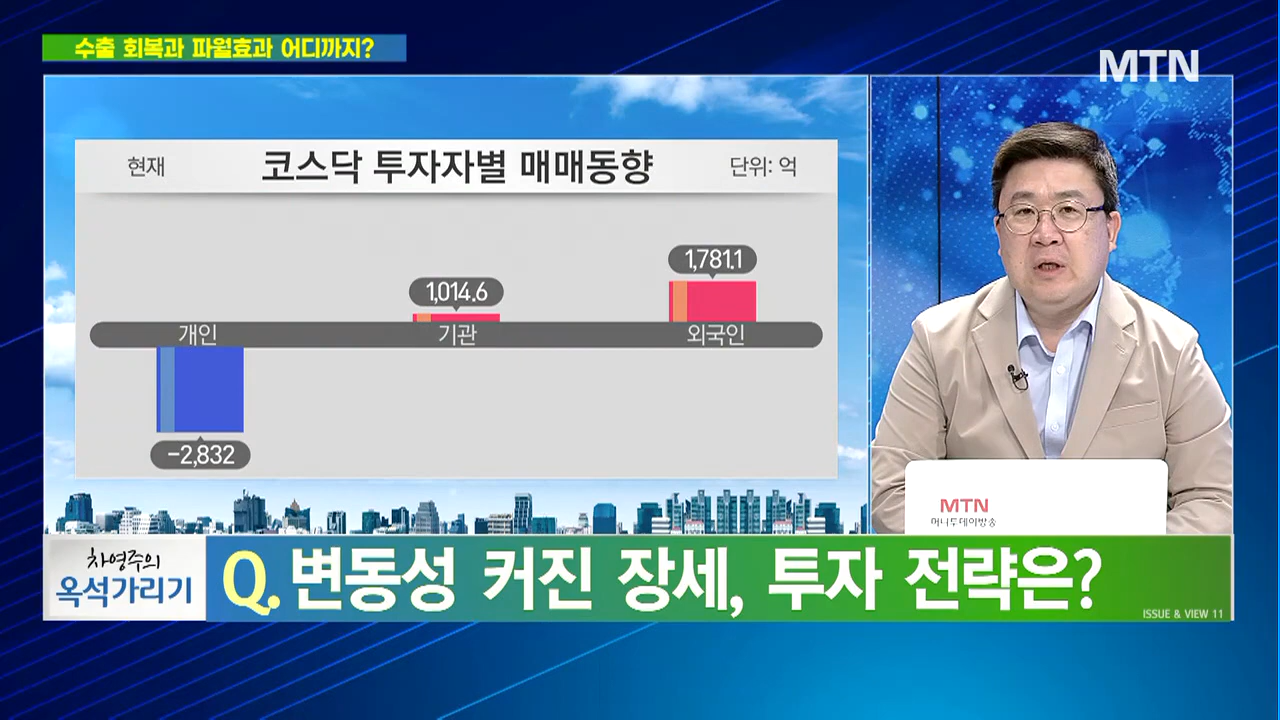 수출 회복과 파월효과 어디까지?
MTN
현재
코스닥 투자자별 매매동향
단위: 억
1,781.1
1,014.6
개인
기관
외국인
-2,832
MTN
머니투데이방송
차영주의
옥석가리기
Q. 변동성 커진 장세, 투자 전략은?
ISSUE & VIEW 11